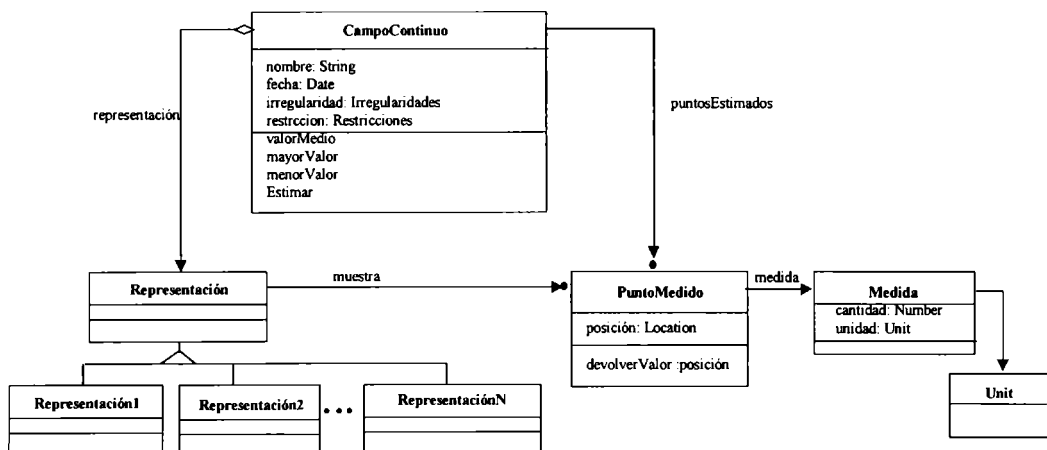 CampoContinuo
nombre: String
fecha: Date
irregularidad: Irregularidades
restrccion: Restricciones
valorMedio
mayorValor
menorValor
Estimar
representación
puntosEstimados
Representación
muestra
PuntoMedido
posición: Location
devolverValor :posición
medida
Medida
cantidad: Number
unidad: Unit
Representación1
Representación2
...
RepresentaciónN
Unit